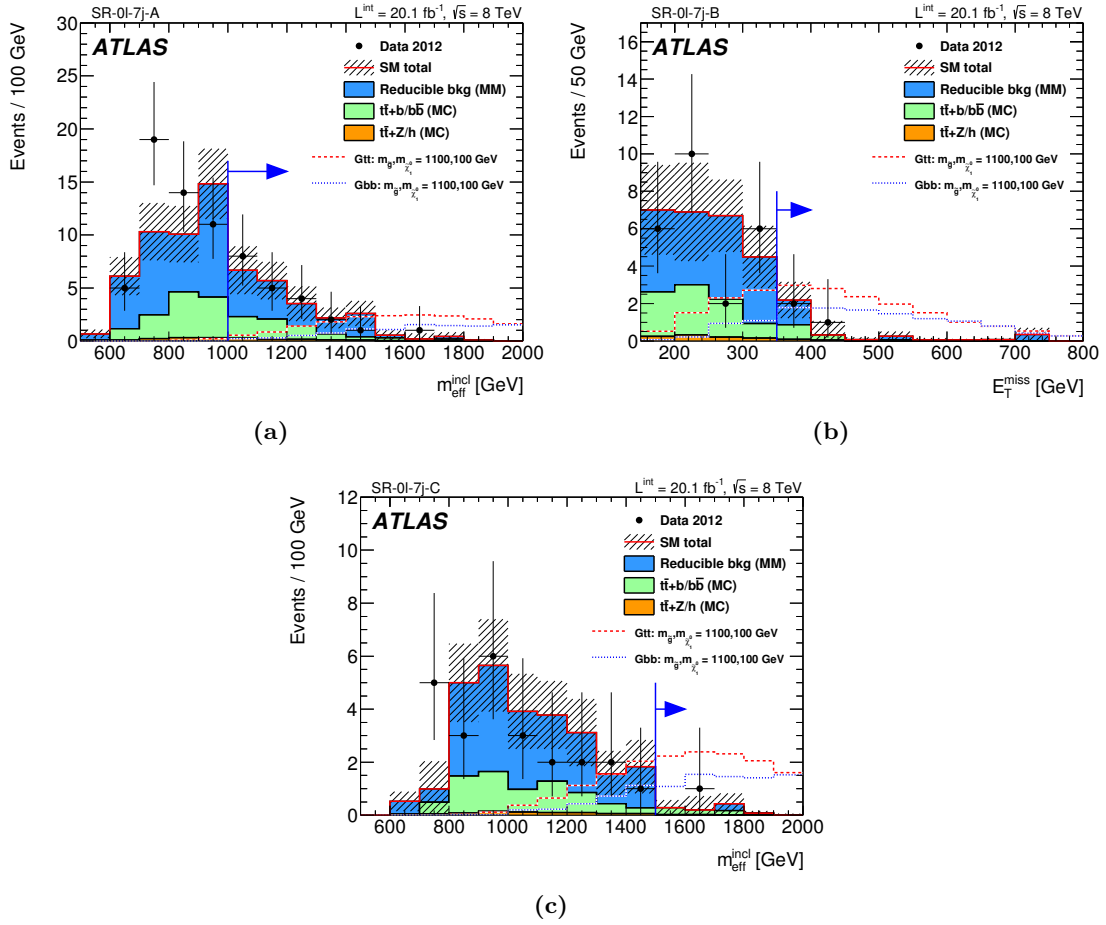 SR-0l-7j-A
L^int = 20.1 fb⁻¹, √s = 8 TeV
ATLAS
Events / 100 GeV
30
25
20
15
10
5
0
Data 2012
SM total
Reducible bkg (MM)
tt̄+b/bb̄ (MC)
tt̄+Z/h (MC)
Gtt: m_g̃,m_χ̃₁⁰ = 1100,100 GeV
Gbb: m_g̃,m_χ̃₁⁰ = 1100,100 GeV
600 800 1000 1200 1400 1600 1800 2000
m_eff^incl [GeV]
(a)
SR-0l-7j-B
L^int = 20.1 fb⁻¹, √s = 8 TeV
ATLAS
Events / 50 GeV
16
14
12
10
8
6
4
2
0
Data 2012
SM total
Reducible bkg (MM)
tt̄+b/bb̄ (MC)
tt̄+Z/h (MC)
Gtt: m_g̃,m_χ̃₁⁰ = 1100,100 GeV
Gbb: m_g̃,m_χ̃₁⁰ = 1100,100 GeV
200 300 400 500 600 700 800
E_T^miss [GeV]
(b)
SR-0l-7j-C
L^int = 20.1 fb⁻¹, √s = 8 TeV
ATLAS
Events / 100 GeV
12
10
8
6
4
2
0
Data 2012
SM total
Reducible bkg (MM)
tt̄+b/bb̄ (MC)
tt̄+Z/h (MC)
Gtt: m_g̃,m_χ̃₁⁰ = 1100,100 GeV
Gbb: m_g̃,m_χ̃₁⁰ = 1100,100 GeV
600 800 1000 1200 1400 1600 1800 2000
m_eff^incl [GeV]
(c)